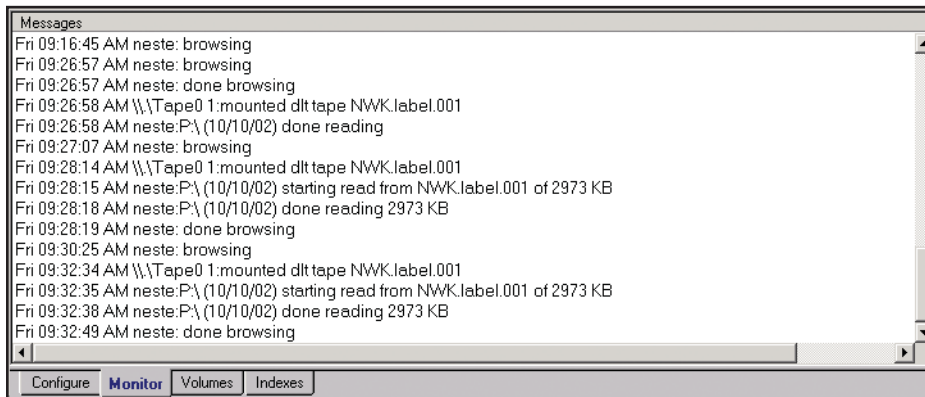 Messages
Fri 09:16:45 AM neste: browsing
Fri 09:26:57 AM neste: browsing
Fri 09:26:57 AM neste: done browsing
Fri 09:26:58 AM \\.\Tape0 1:mounted dlt tape NWK.label.001
Fri 09:26:58 AM neste:P:\ (10/10/02) done reading
Fri 09:27:07 AM neste: browsing
Fri 09:28:14 AM \\.\Tape0 1:mounted dlt tape NWK.label.001
Fri 09:28:15 AM neste:P:\ (10/10/02) starting read from NWK.label.001 of 2973 KB
Fri 09:28:18 AM neste:P:\ (10/10/02) done reading 2973 KB
Fri 09:28:19 AM neste: done browsing
Fri 09:30:25 AM neste: browsing
Fri 09:32:34 AM \\.\Tape0 1:mounted dlt tape NWK.label.001
Fri 09:32:35 AM neste:P:\ (10/10/02) starting read from NWK.label.001 of 2973 KB
Fri 09:32:38 AM neste:P:\ (10/10/02) done reading 2973 KB
Fri 09:32:49 AM neste: done browsing
Configure Monitor Volumes Indexes